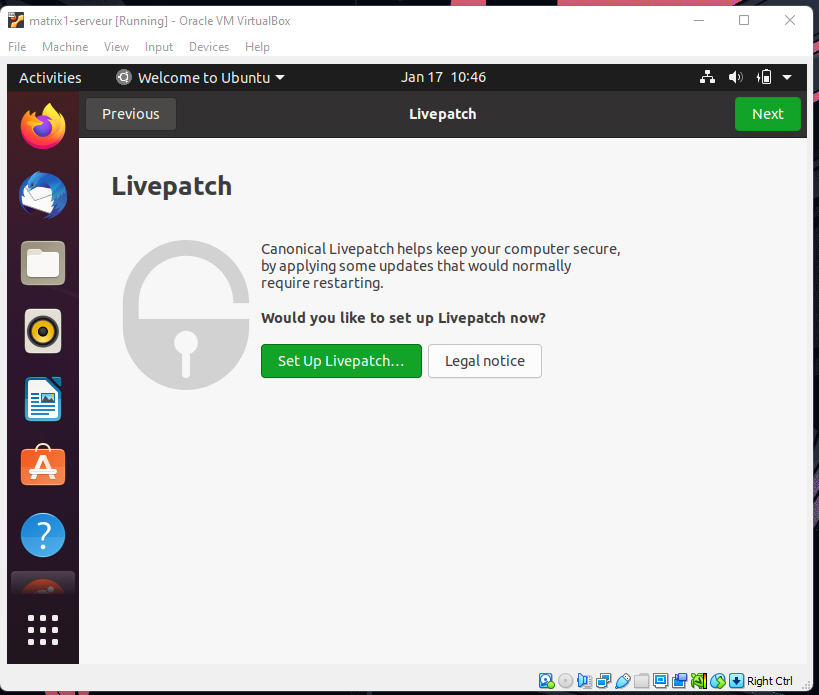 matrix1-serveur [Running] - Oracle VM VirtualBox
File Machine View Input Devices Help
Activities Welcome to Ubuntu Jan 17 10:46
Previous Livepatch Next
Livepatch
Canonical Livepatch helps keep your computer secure,
by applying some updates that would normally
require restarting.
Would you like to set up Livepatch now?
Set Up Livepatch… Legal notice
Right Ctrl